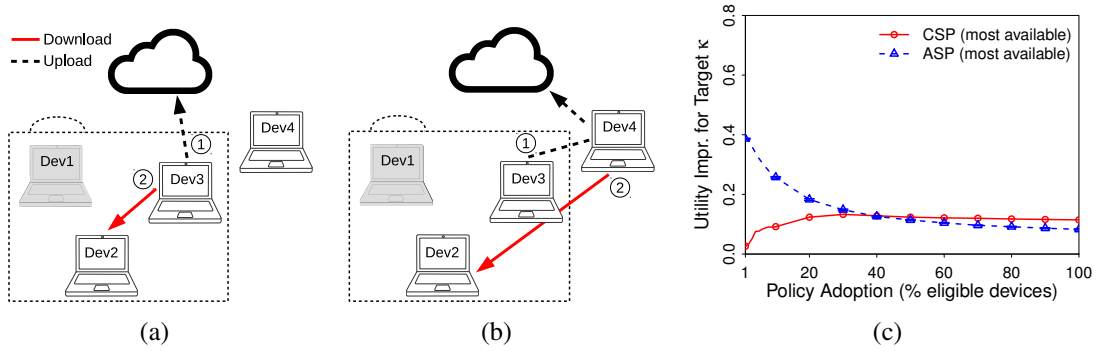 Download
Upload
Dev1
1
Dev4
2
Dev3
Dev2
(a)
Dev4
1
Dev1
Dev3
2
Dev2
(b)
Utility Impr. for Target κ
0.0 0.2 0.4 0.6 0.8
CSP (most available)
ASP (most available)
1 20 40 60 80 100
Policy Adoption (% eligible devices)
(c)